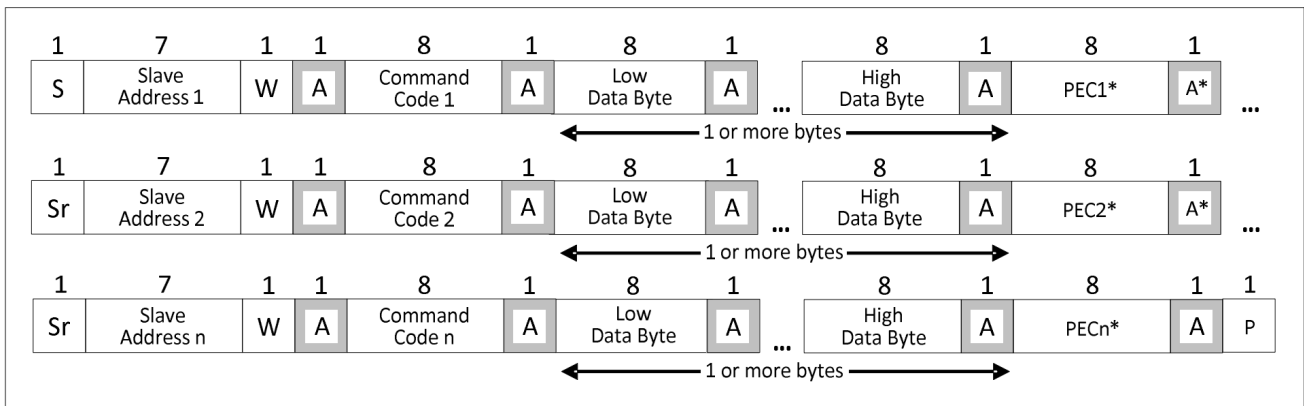 1 7 1 1 8 1 8 1 8 1 8 1
S Slave Address 1 W A Command Code 1 A Low Data Byte A ... High Data Byte A PEC1* A* ...
1 or more bytes
1 7 1 1 8 1 8 1 8 1 8 1
Sr Slave Address 2 W A Command Code 2 A Low Data Byte A ... High Data Byte A PEC2* A* ...
1 or more bytes
1 7 1 1 8 1 8 1 8 1 8 1 1
Sr Slave Address n W A Command Code n A Low Data Byte A ... High Data Byte A PECn* A P
1 or more bytes